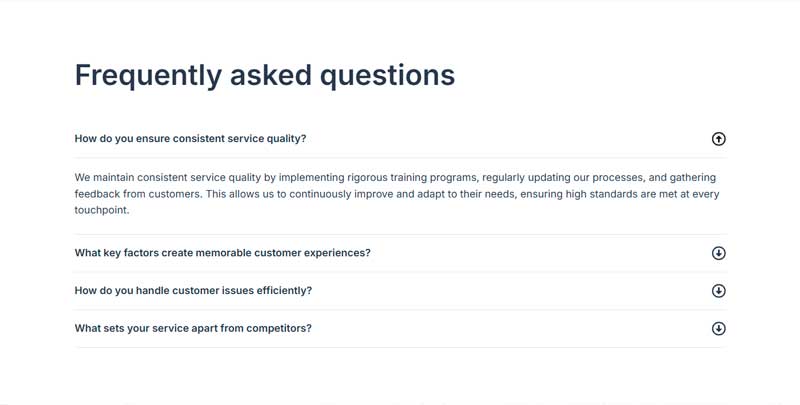 Frequently asked questions
How do you ensure consistent service quality?
We maintain consistent service quality by implementing rigorous training programs, regularly updating our processes, and gathering
feedback from customers. This allows us to continuously improve and adapt to their needs, ensuring high standards are met at every
touchpoint.
What key factors create memorable customer experiences?
How do you handle customer issues efficiently?
What sets your service apart from competitors?